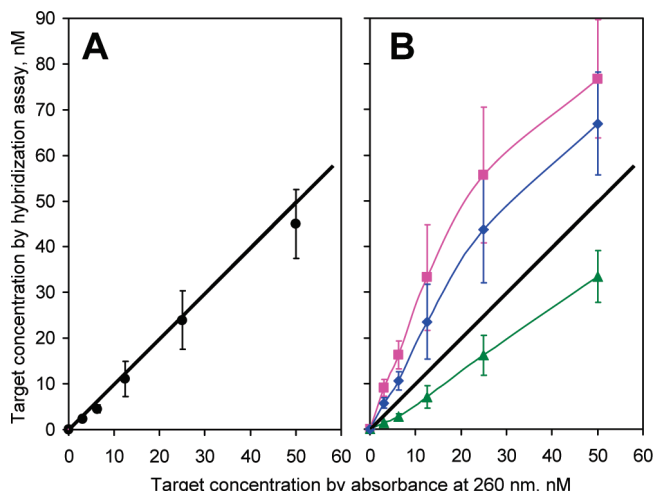 Target concentration by hybridization assay, nM
90
80
70
60
50
40
30
20
10
0
A
0 10 20 30 40 50 60
B
0 10 20 30 40 50 60
Target concentration by absorbance at 260 nm, nM